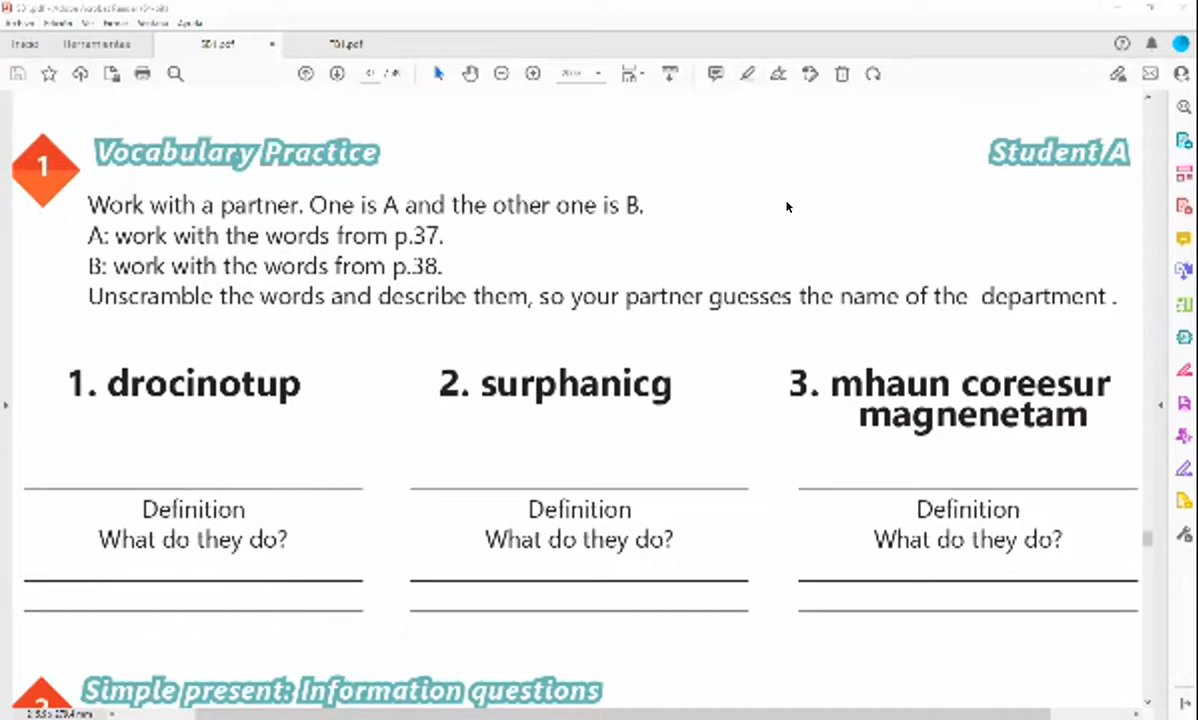 Inicio Herramientas
Vocabulary Practice
Student A
1
Work with a partner. One is A and the other one is B.
A: work with the words from p.37.
B: work with the words from p.38.
Unscramble the words and describe them, so your partner guesses the name of the department .
1. drocinotup
2. surphanicg
3. mhaun coreesur
magnenetam
Definition
What do they do?
Definition
What do they do?
Definition
What do they do?
Simple present: Information questions